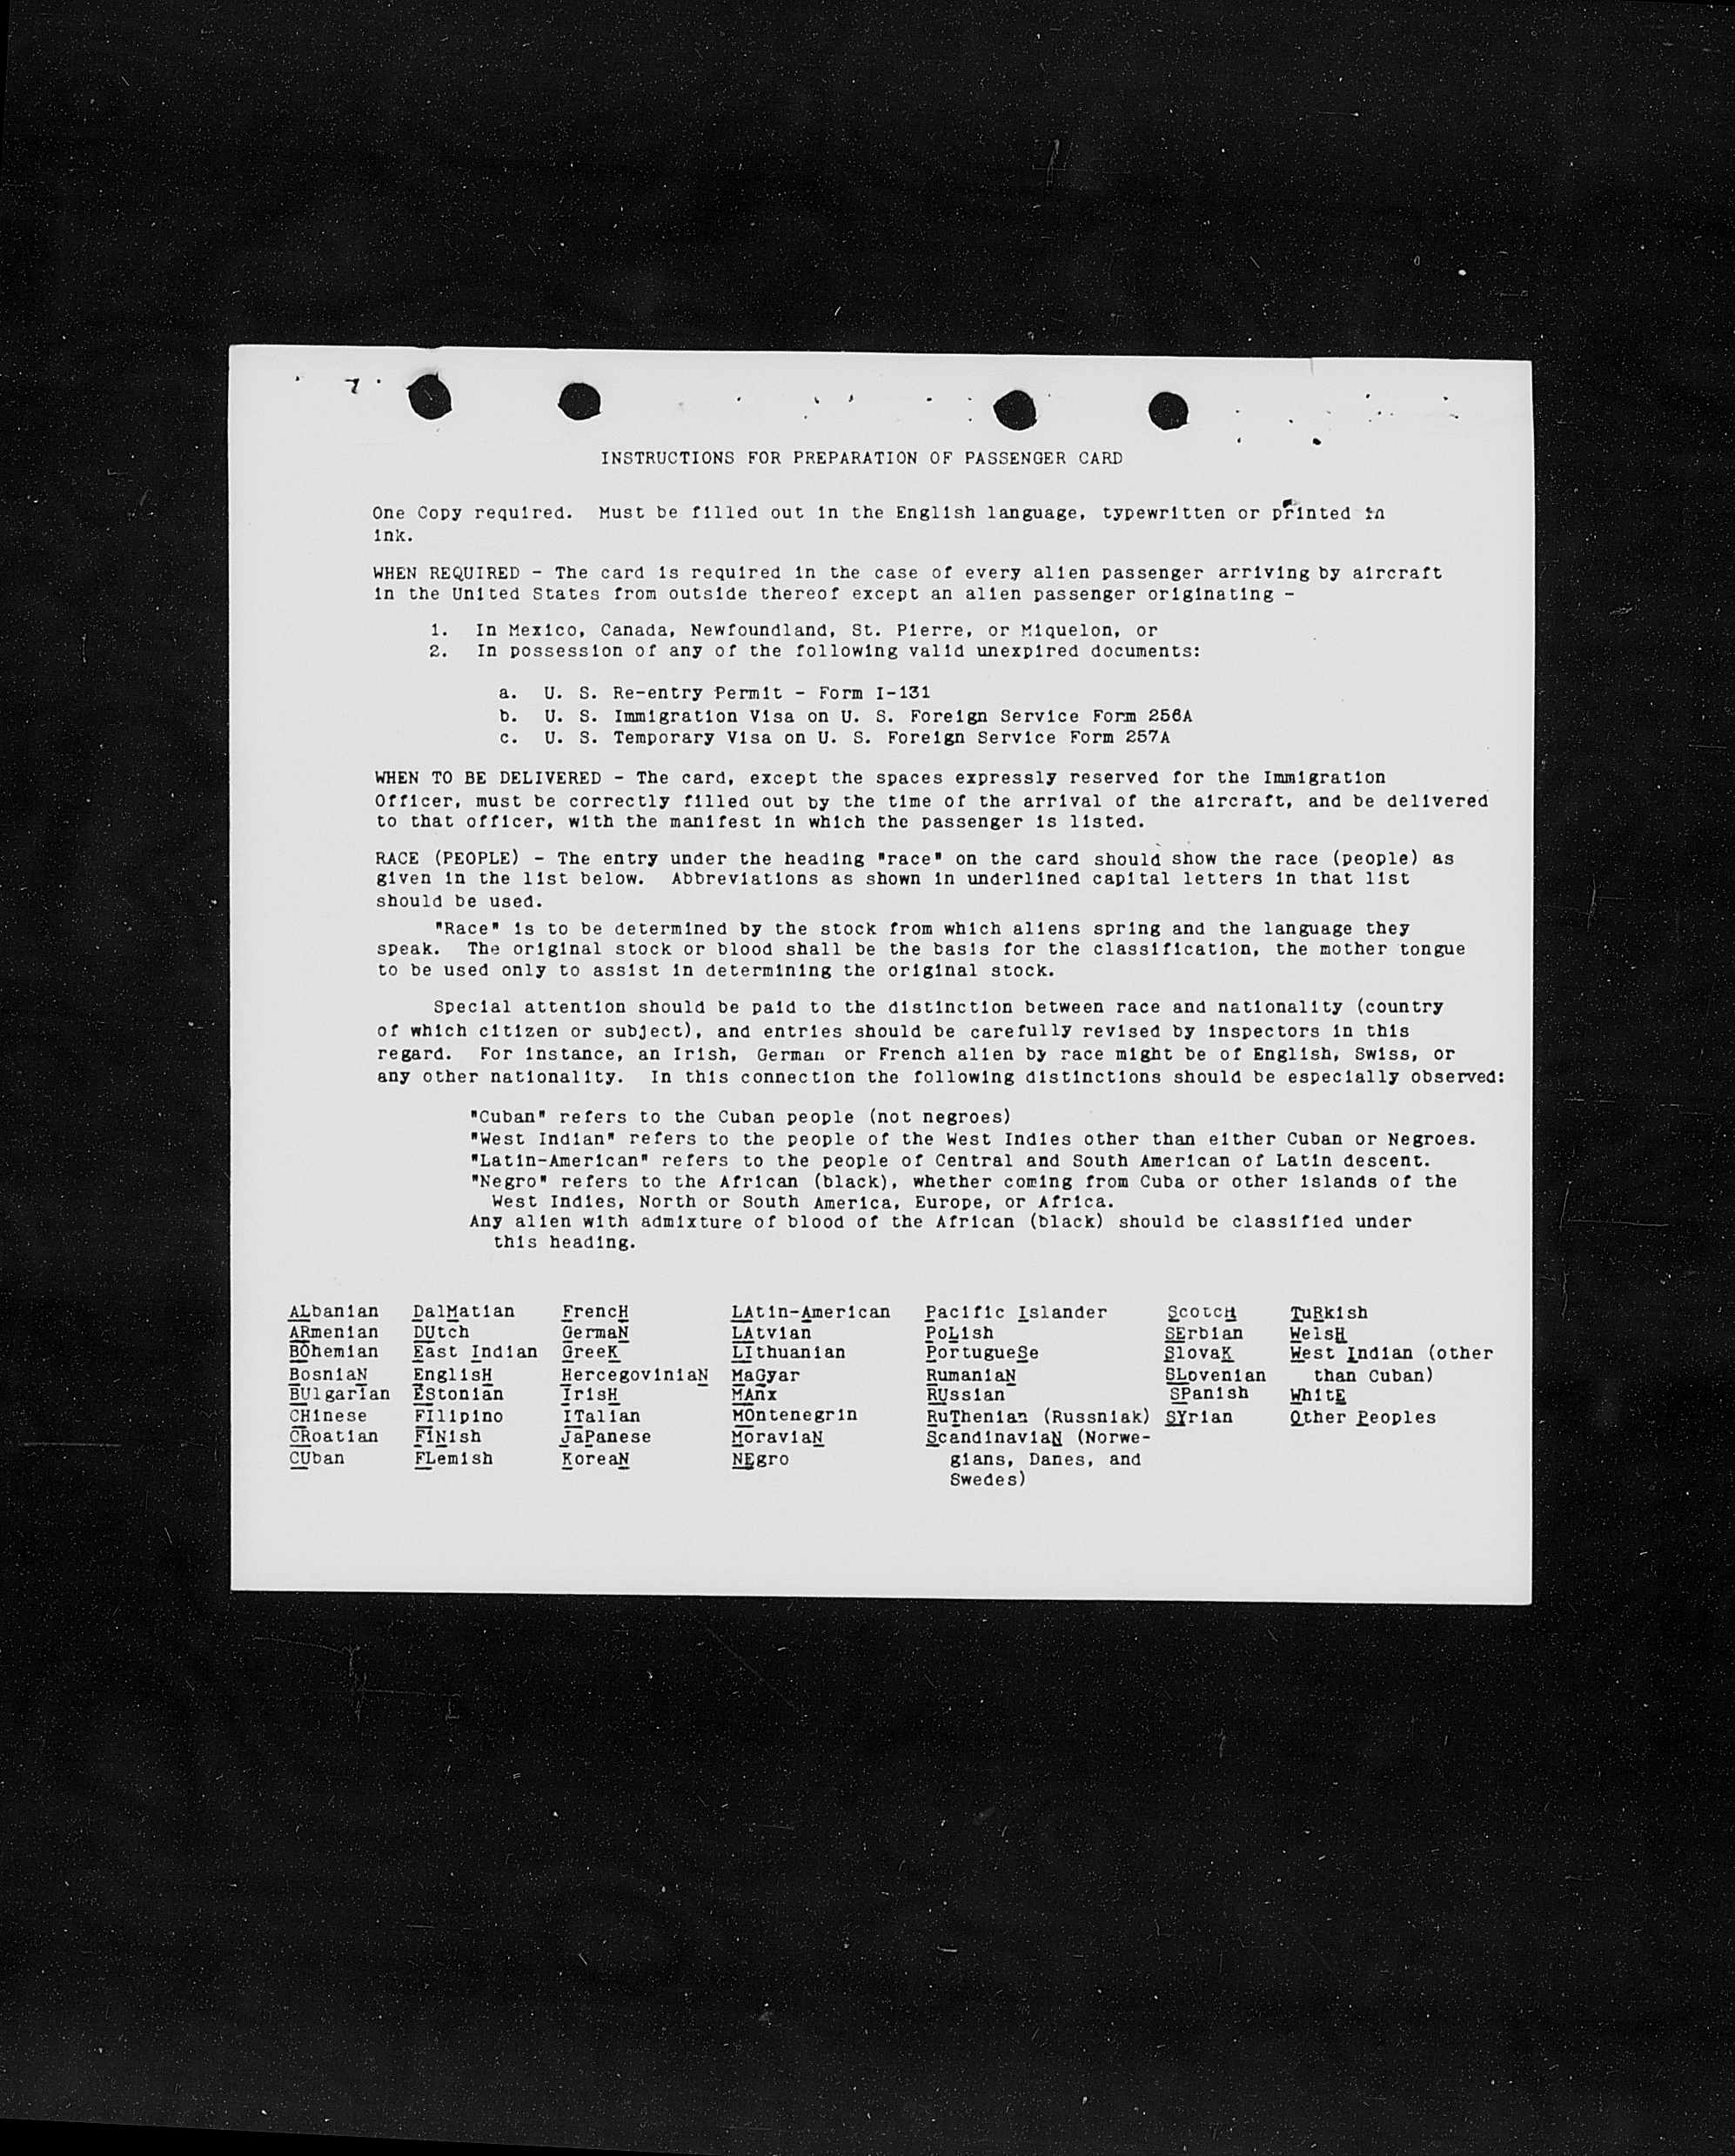 INSTRUCTIONS FOR PREPARATION OF PASSENGER CARD
One Copy required. Must be filled out in the English language, typewritten or printed in
ink.
WHEN REQUIRED - The card is required in the case of every alien passenger arriving by aircraft
in the United States from outside thereof except an alien passenger originating -
1. In Mexico, Canada, Newfoundland, St. Pierre, or Miquelon, or
2. In possession of any of the following valid unexpired documents:
a. U. S. Re-entry Permit - Form I-131
b. U. S. Immigration Visa on U. S. Foreign Service Form 256A
c. U. S. Temporary Visa on U. S. Foreign Service Form 257A
WHEN TO BE DELIVERED - The card, except the spaces expressly reserved for the Immigration
Officer, must be correctly filled out by the time of the arrival of the aircraft, and be delivered
to that officer, with the manifest in which the passenger is listed.
RACE (PEOPLE) - The entry under the heading "race" on the card should show the race (people) as
given in the list below. Abbreviations as shown in underlined capital letters in that list
should be used.
"Race" is to be determined by the stock from which aliens spring and the language they
speak. The original stock or blood shall be the basis for the classification, the mother tongue
to be used only to assist in determining the original stock.
Special attention should be paid to the distinction between race and nationality (country
of which citizen or subject), and entries should be carefully revised by inspectors in this
regard. For instance, an Irish, German or French alien by race might be of English, Swiss, or
any other nationality. In this connection the following distinctions should be especially observed:
"Cuban" refers to the Cuban people (not negroes)
"West Indian" refers to the people of the West Indies other than either Cuban or Negroes.
"Latin-American" refers to the people of Central and South American of Latin descent.
"Negro" refers to the African (black), whether coming from Cuba or other islands of the
West Indies, North or South America, Europe, or Africa.
Any alien with admixture of blood of the African (black) should be classified under
this heading.
ALbanian DalMatian FrencH LAtin-American Pacific Islander ScotcH TuRkish
ARmenian DUtch GermaN LAtvian PoLish SErbian WelsH
BOhemian East Indian GreeK LIthuanian PortugueSe SlovaK West Indian (other
BosniaN EnglisH HercegoviniaN MaGyar RumaniaN SLovenian than Cuban)
BUlgarian EStonian IrisH MAnx RUssian SPanish WhitE
CHinese FIlipino ITalian MOntenegrin RuThenian (Russniak) SYrian Other Peoples
CRoatian FiNish JaPanese MoraviaN ScandinaviaN (Norwe-
CUban FLemish KoreaN NEgro gians, Danes, and
Swedes)